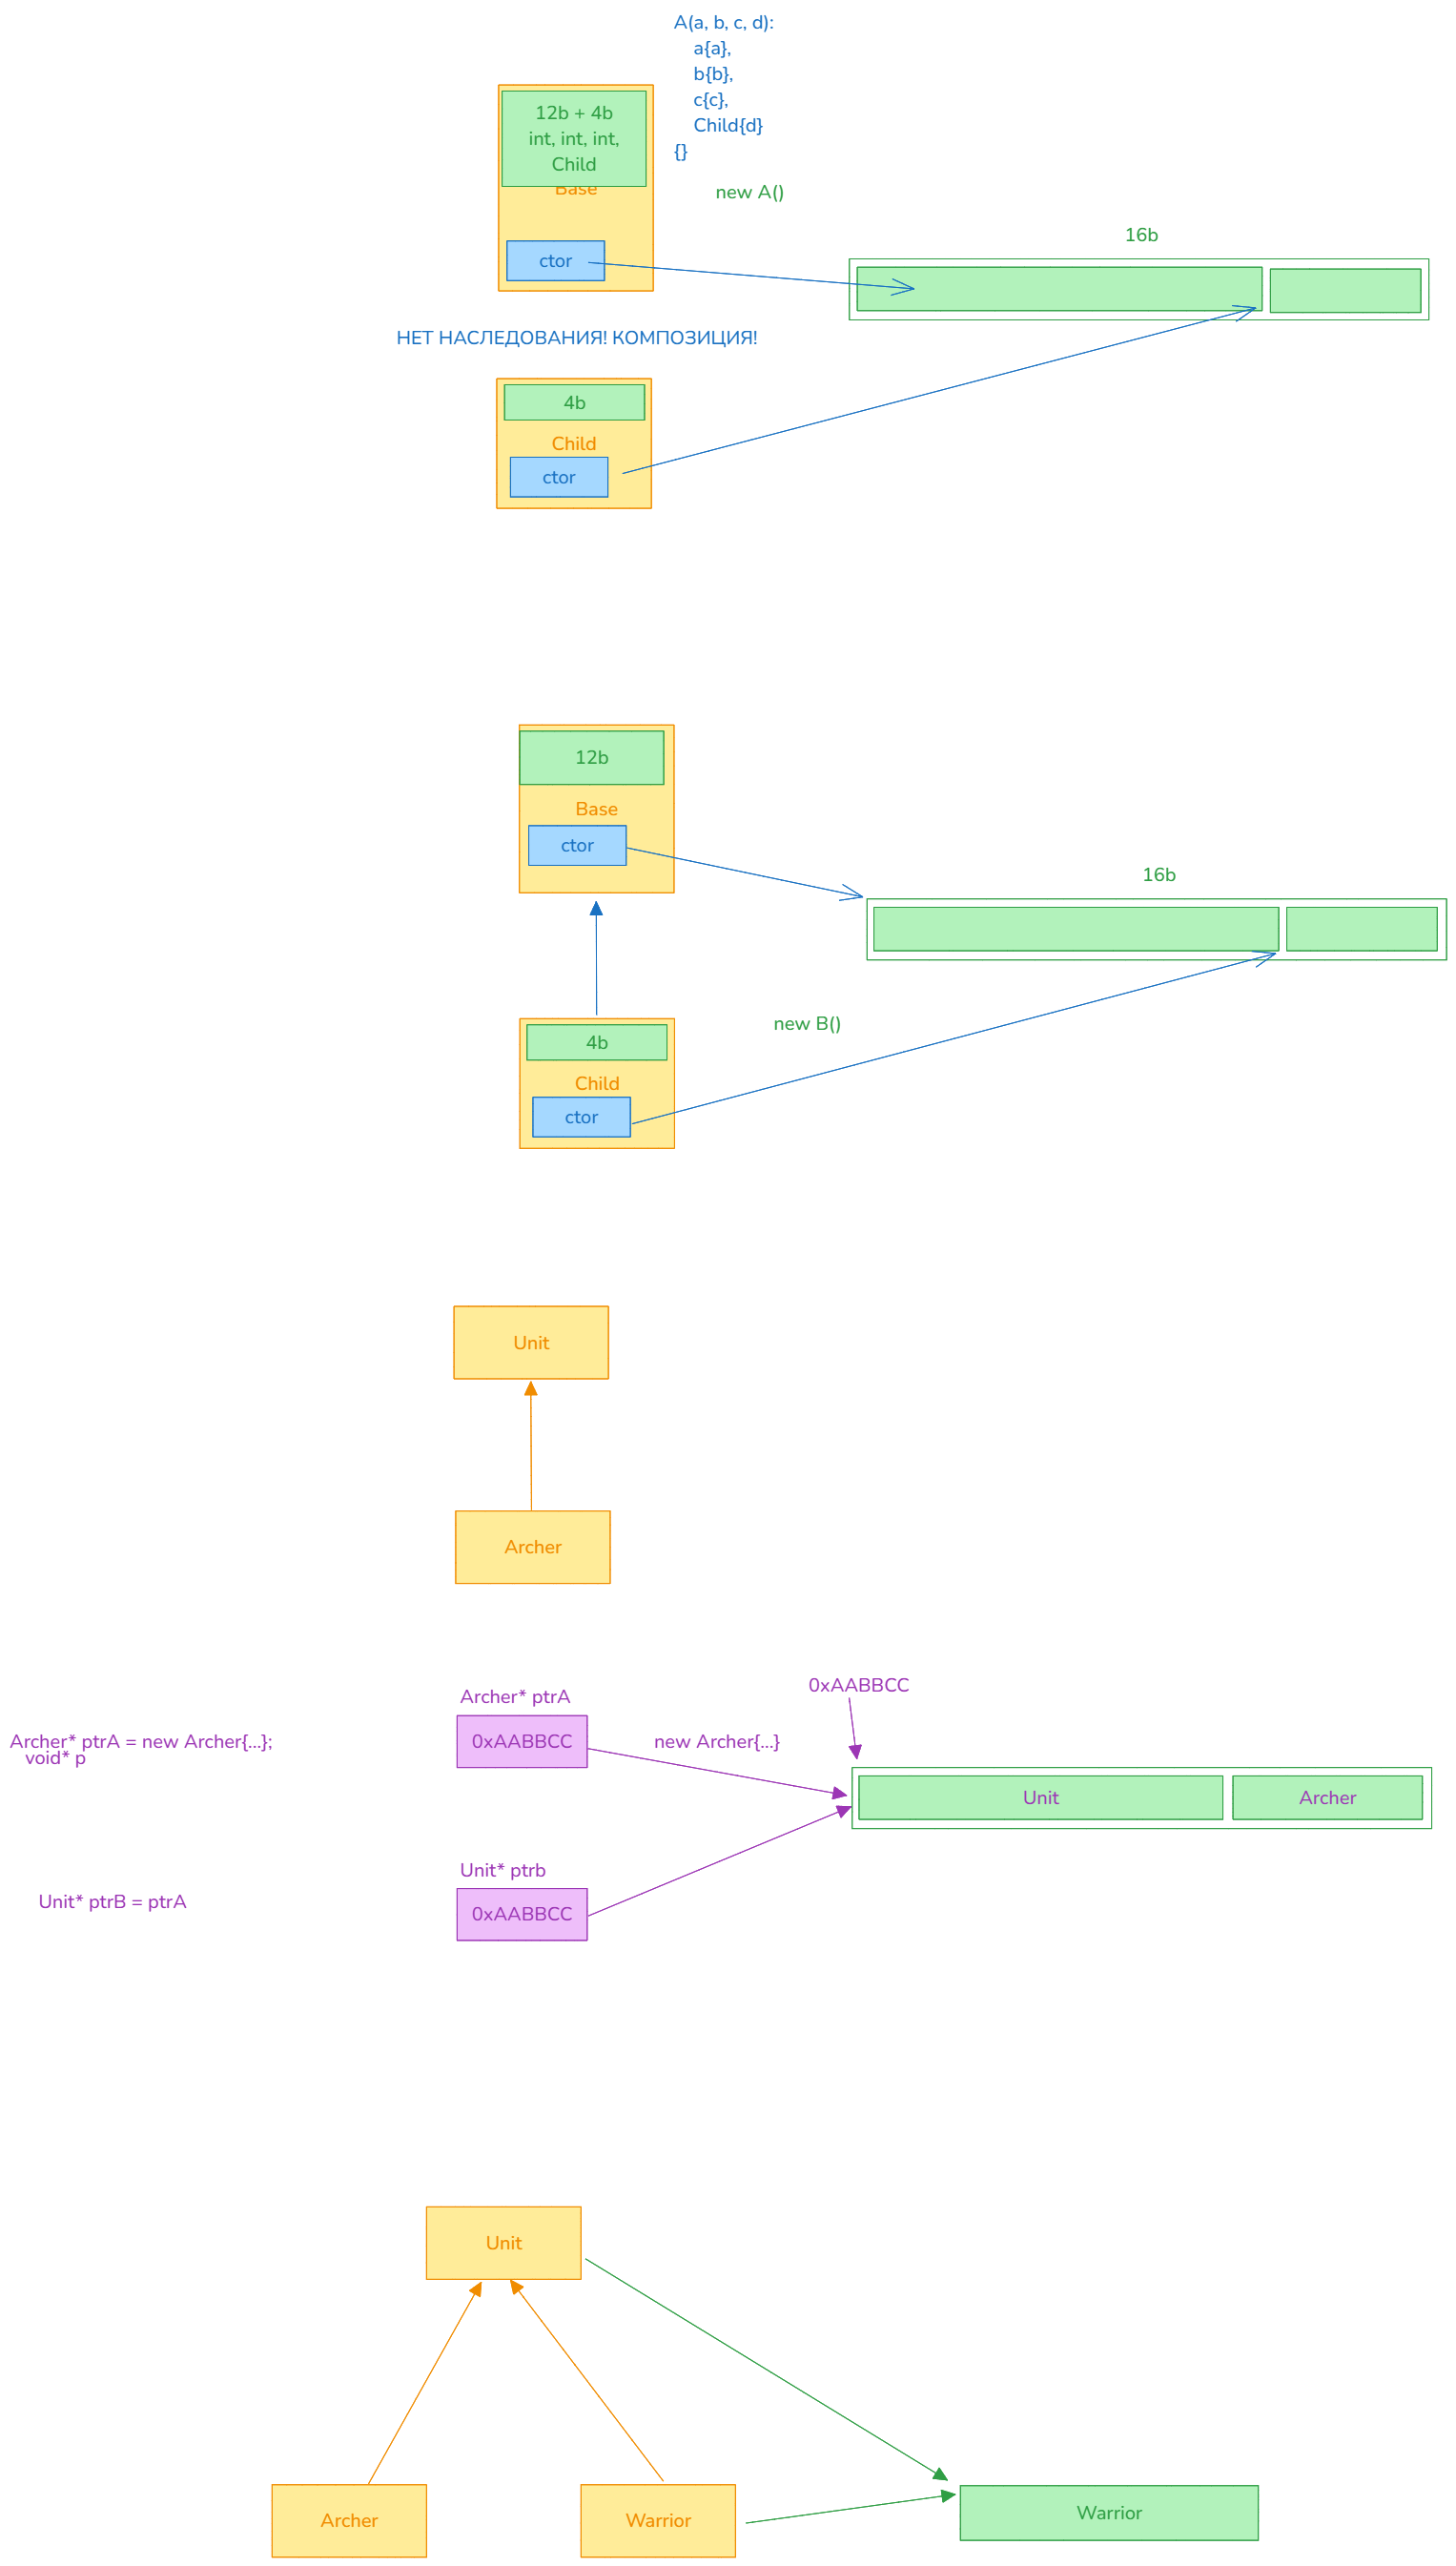 A(a, b, c, d):
a{a},
b{b},
c{c},
Child{d}
{}
12b + 4b
int, int, int,
Child
Base
new A()
16b
ctor
НЕТ НАСЛЕДОВАНИЯ! КОМПОЗИЦИЯ!
4b
Child
ctor
12b
Base
ctor
16b
new B()
4b
Child
ctor
Unit
Archer
0xAABBCC
Archer* ptrA
Archer* ptrA = new Archer{...};
void* p
0xAABBCC
new Archer{...}
Unit
Archer
Unit* ptrb
Unit* ptrB = ptrA
0xAABBCC
Unit
Archer
Warrior
Warrior